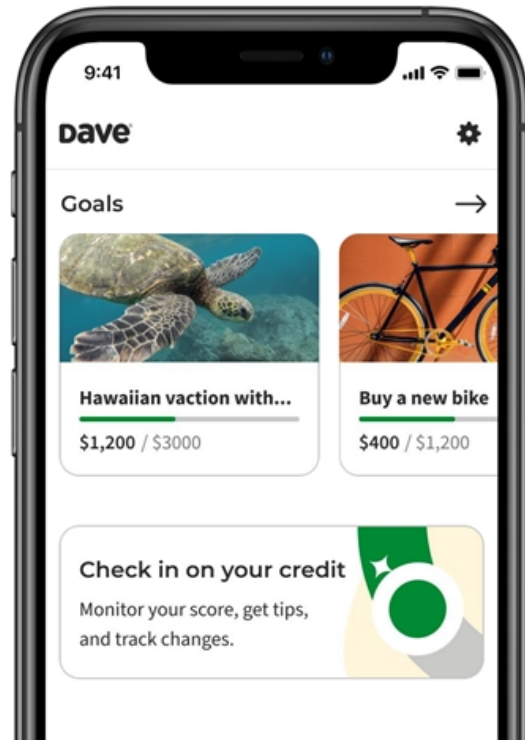 9:41
Dave
Goals
Hawaiian vaction with...
$1,200 / $3000
Buy a new bike
$400 / $1,200
Check in on your credit
Monitor your score, get tips,
and track changes.